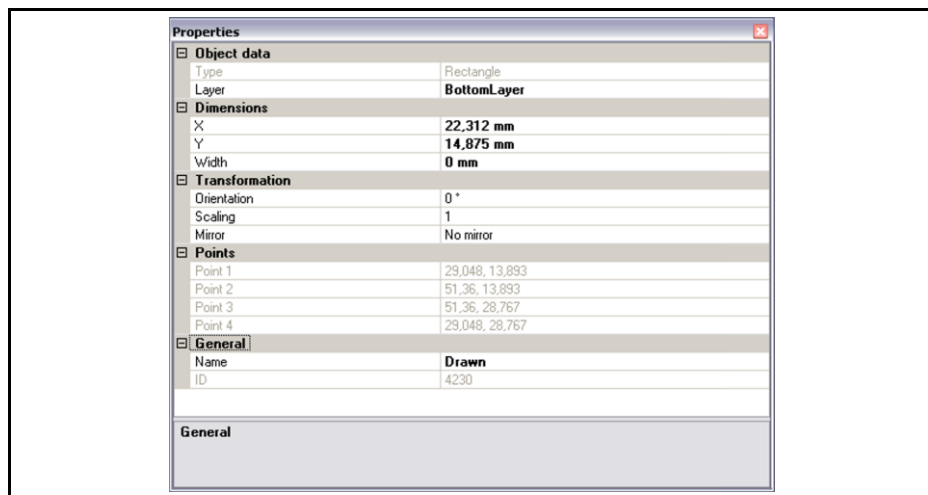 Properties
Object data
Type Rectangle
Layer BottomLayer
Dimensions
X 22,312 mm
Y 14,875 mm
Width 0 mm
Transformation
Orientation 0 °
Scaling 1
Mirror No mirror
Points
Point 1 29,048, 13,893
Point 2 51,36, 13,893
Point 3 51,36, 28,767
Point 4 29,048, 28,767
General
Name Drawn
ID 4230
General